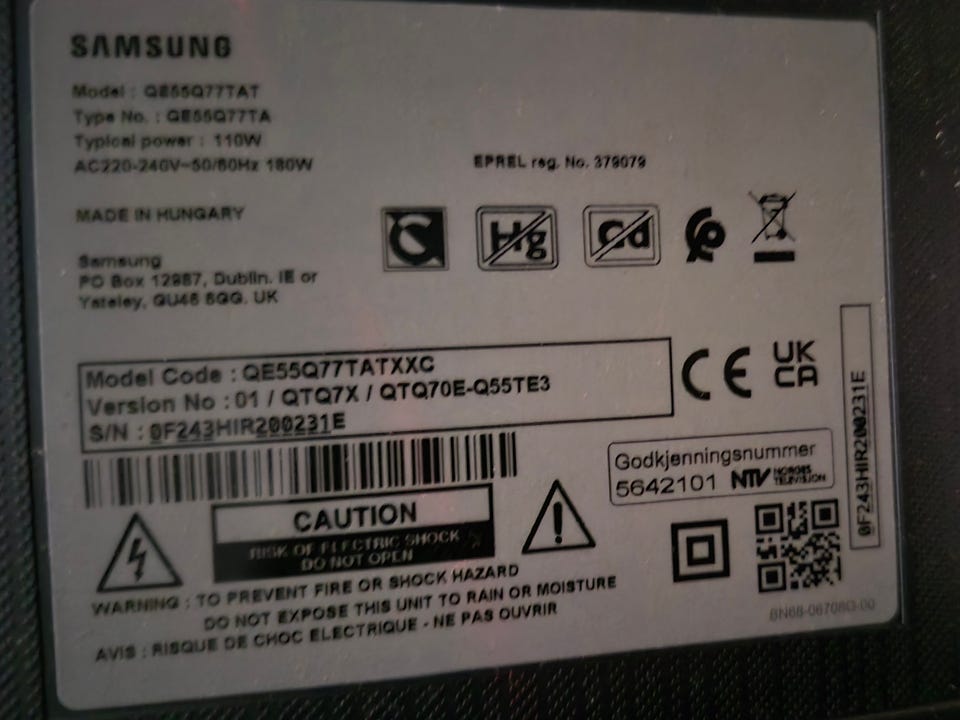 SAMSUNG
Model : QE55Q77TAT
Type No. : QE55Q77TA
Typical power : 110W
AC220-240V~50/60Hz 180W
EPREL reg. No. 379079
MADE IN HUNGARY
Samsung
PO Box 12987, Dublin. IE or
Yateley, GU46 6GG. UK
Hg
Cd
Model Code : QE55Q77TATXXC
Version No : 01 / QTQ7X / QTQ70E-Q55TE3
S/N : 0F243HIR200231E
CE
UK
CA
0F243HIR200231E
Godkjenningsnummer
5642101 NTV NORGES
TELEVISJON
CAUTION
RISK OF ELECTRIC SHOCK
DO NOT OPEN
WARNING : TO PREVENT FIRE OR SHOCK HAZARD
DO NOT EXPOSE THIS UNIT TO RAIN OR MOISTURE
AVIS : RISQUE DE CHOC ELECTRIQUE - NE PAS OUVRIR